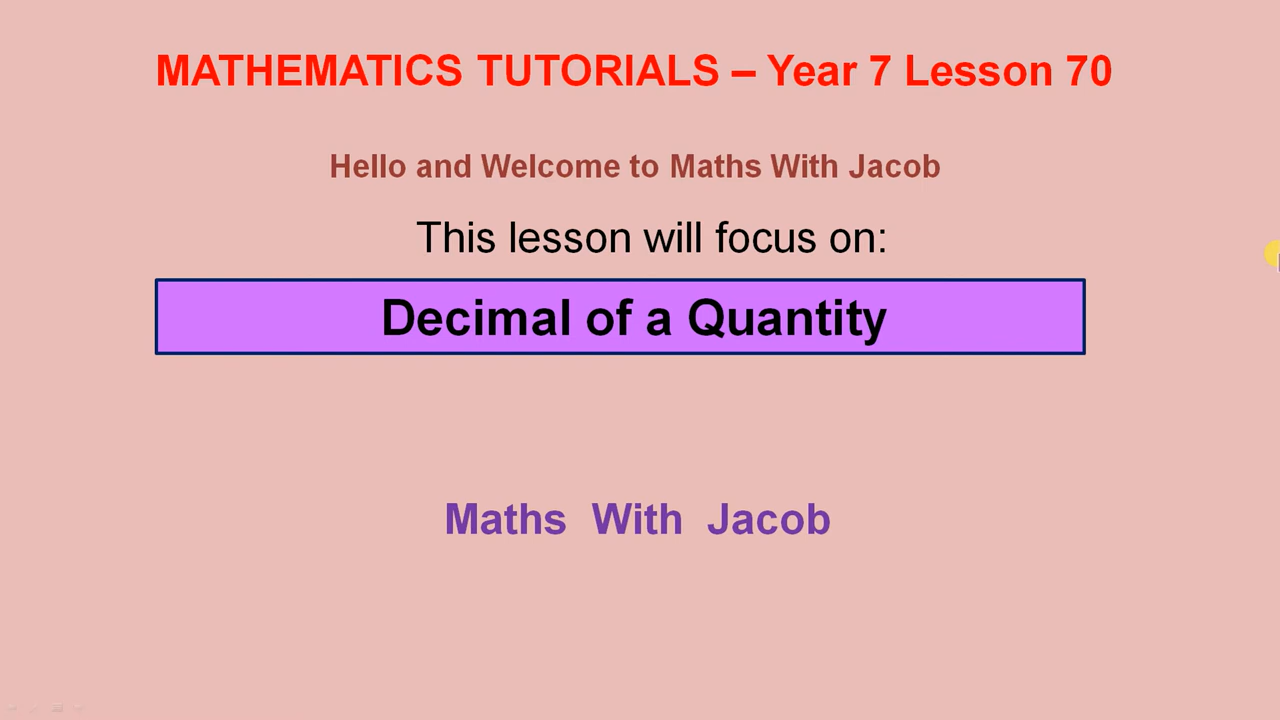 MATHEMATICS TUTORIALS – Year 7 Lesson 70
Hello and Welcome to Maths With Jacob
This lesson will focus on:
Decimal of a Quantity
Maths With Jacob